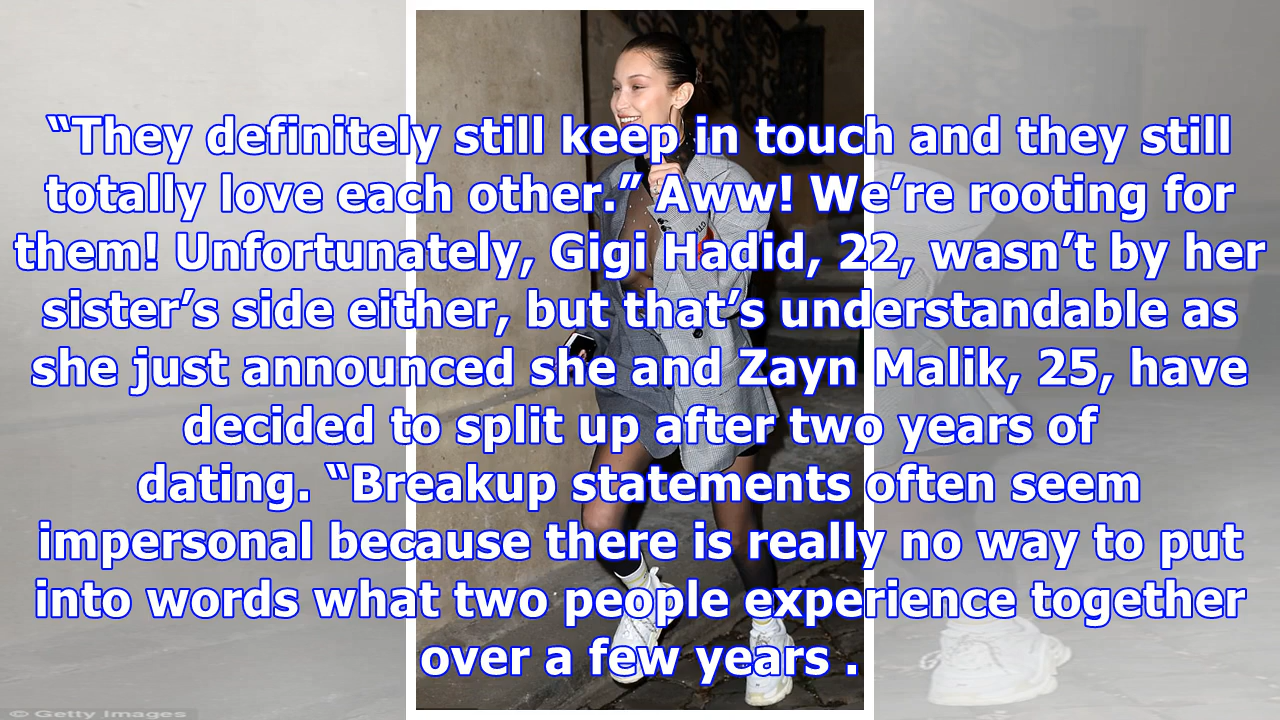 “They definitely still keep in touch and they still
totally love each other.” Aww! We’re rooting for
them! Unfortunately, Gigi Hadid, 22, wasn’t by her
sister’s side either, but that’s understandable as
she just announced she and Zayn Malik, 25, have
decided to split up after two years of
dating. “Breakup statements often seem
impersonal because there is really no way to put
into words what two people experience together
over a few years .
© Getty Images